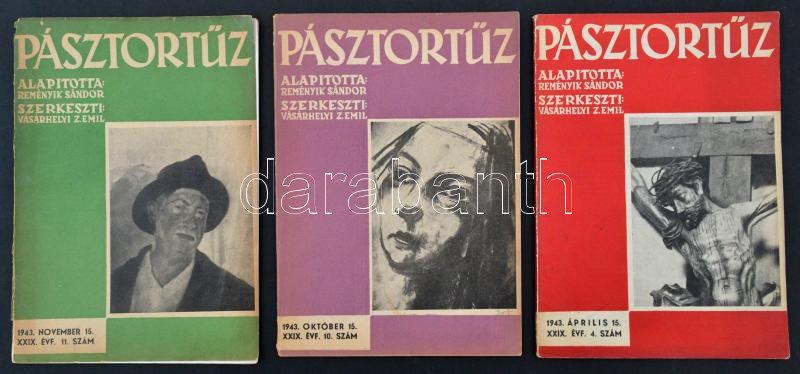 PÁSZTORTŰZ
ALAPITOTTA:
REMÉNYIK SÁNDOR
SZERKESZTI:
VÁSÁRHELYI Z. EMIL
1943. NOVEMBER 15.
XXIX. ÉVF. 11. SZÁM
PÁSZTORTŰZ
ALAPITOTTA:
REMÉNYIK SÁNDOR
SZERKESZTI:
VÁSÁRHELYI Z. EMIL
1943. OKTÓBER 15.
XXIX. ÉVF. 10. SZÁM
PÁSZTORTŰZ
ALAPITOTTA:
REMÉNYIK SÁNDOR
SZERKESZTI:
VÁSÁRHELYI Z. EMIL
1943. ÁPRILIS 15.
XXIX. ÉVF. 4. SZÁM
darabanth